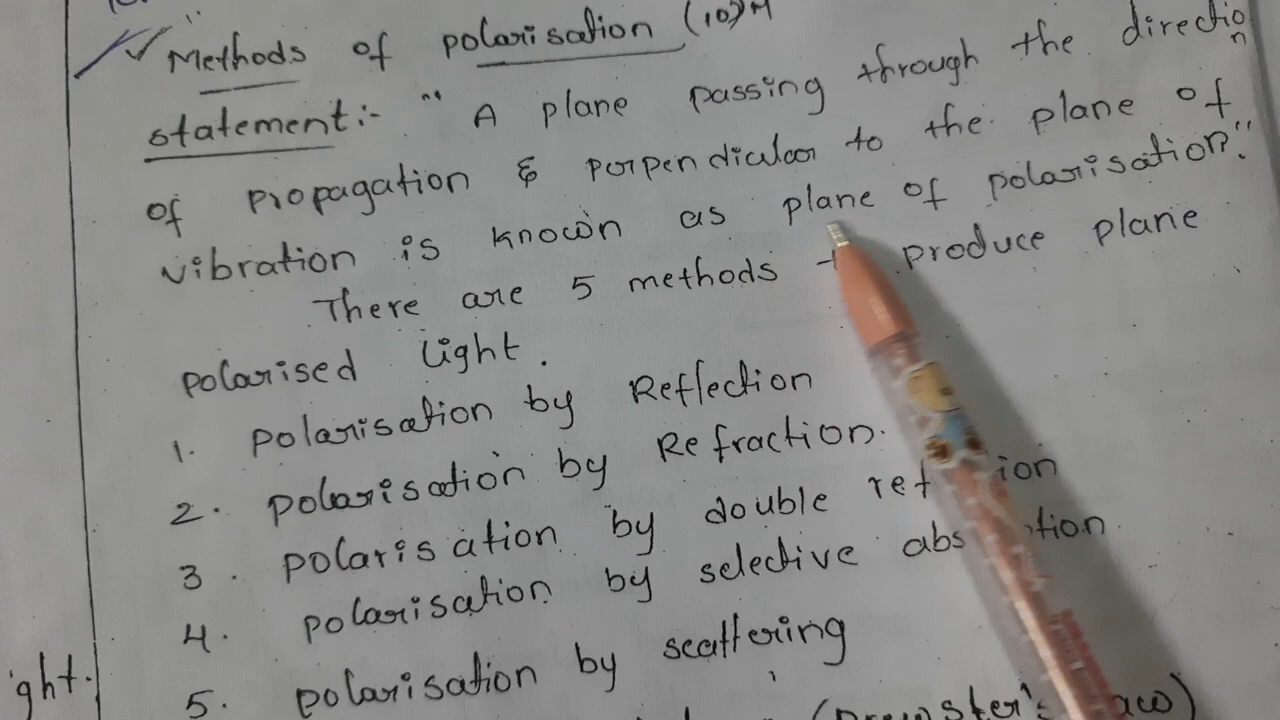 Methods of polarisation (10)M
statement:- " A plane passing through the direction
of propagation & perpendicular to the plane of
vibration is known as plane of polarisation".
There are 5 methods produce plane
polarised light.
1. polarisation by Reflection
2. polarisation by Refraction.
3. polarisation by double
4. polarisation by selective
5. polarisation by scattering
ght.